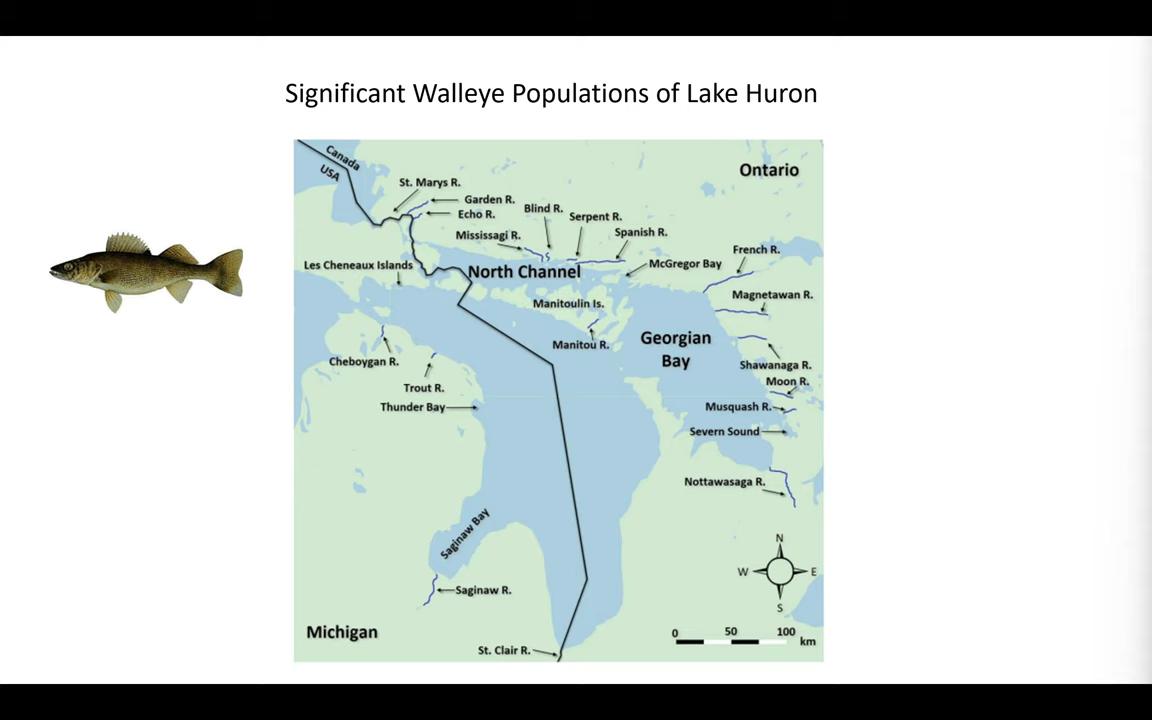 Significant Walleye Populations of Lake Huron
Canada
USA
Ontario
St. Marys R.
Garden R.
Echo R.
Blind R.
Serpent R.
Mississagi R.
Spanish R.
French R.
Les Cheneaux Islands
North Channel
McGregor Bay
Magnetawan R.
Manitoulin Is.
Manitou R.
Georgian
Bay
Cheboygan R.
Shawanaga R.
Trout R.
Moon R.
Thunder Bay
Musquash R.
Severn Sound
Nottawasaga R.
Saginaw Bay
N
W
E
S
Saginaw R.
Michigan
0 50 100
km
St. Clair R.